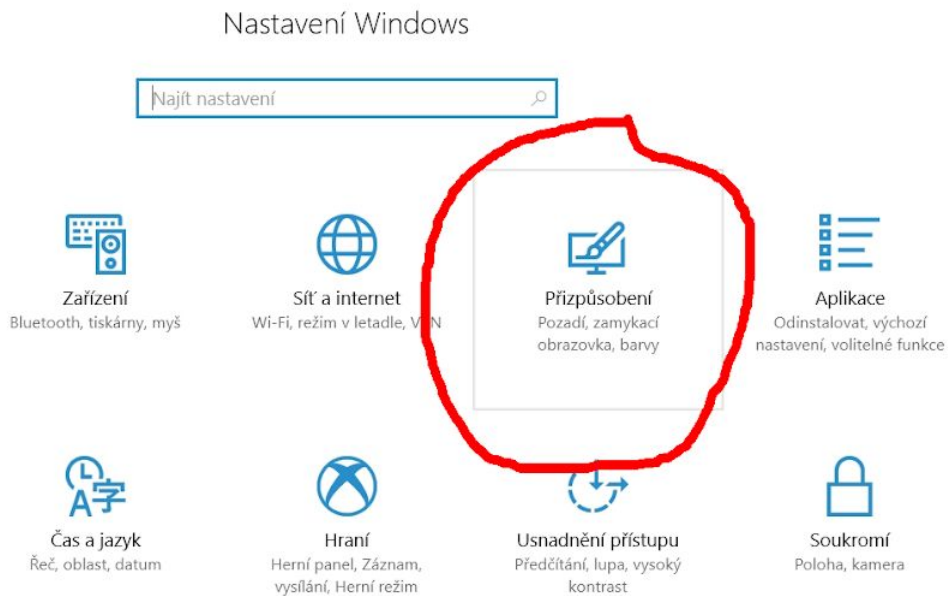 Nastavení Windows
Najít nastavení
Zařízení
Bluetooth, tiskárny, myš
Síť a internet
Wi-Fi, režim v letadle, VPN
Přizpůsobení
Pozadí, zamykací
obrazovka, barvy
Aplikace
Odinstalovat, výchozí
nastavení, volitelné funkce
Čas a jazyk
Řeč, oblast, datum
Hraní
Herní panel, Záznam,
vysílání, Herní režim
Usnadnění přístupu
Předčítání, lupa, vysoký
kontrast
Soukromí
Poloha, kamera